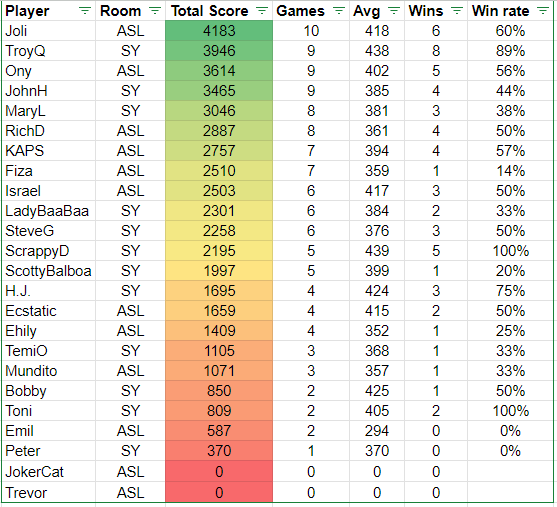 Player Room Total Score Games Avg Wins Win rate
Joli ASL 4183 10 418 6 60%
TroyQ SY 3946 9 438 8 89%
Ony ASL 3614 9 402 5 56%
JohnH SY 3465 9 385 4 44%
MaryL SY 3046 8 381 3 38%
RichD ASL 2887 8 361 4 50%
KAPS ASL 2757 7 394 4 57%
Fiza ASL 2510 7 359 1 14%
Israel ASL 2503 6 417 3 50%
LadyBaaBaa SY 2301 6 384 2 33%
SteveG SY 2258 6 376 3 50%
ScrappyD SY 2195 5 439 5 100%
ScottyBalboa SY 1997 5 399 1 20%
H.J. SY 1695 4 424 3 75%
Ecstatic ASL 1659 4 415 2 50%
Ehily ASL 1409 4 352 1 25%
TemiO SY 1105 3 368 1 33%
Mundito ASL 1071 3 357 1 33%
Bobby SY 850 2 425 1 50%
Toni SY 809 2 405 2 100%
Emil ASL 587 2 294 0 0%
Peter SY 370 1 370 0 0%
JokerCat ASL 0 0 0 0
Trevor ASL 0 0 0 0